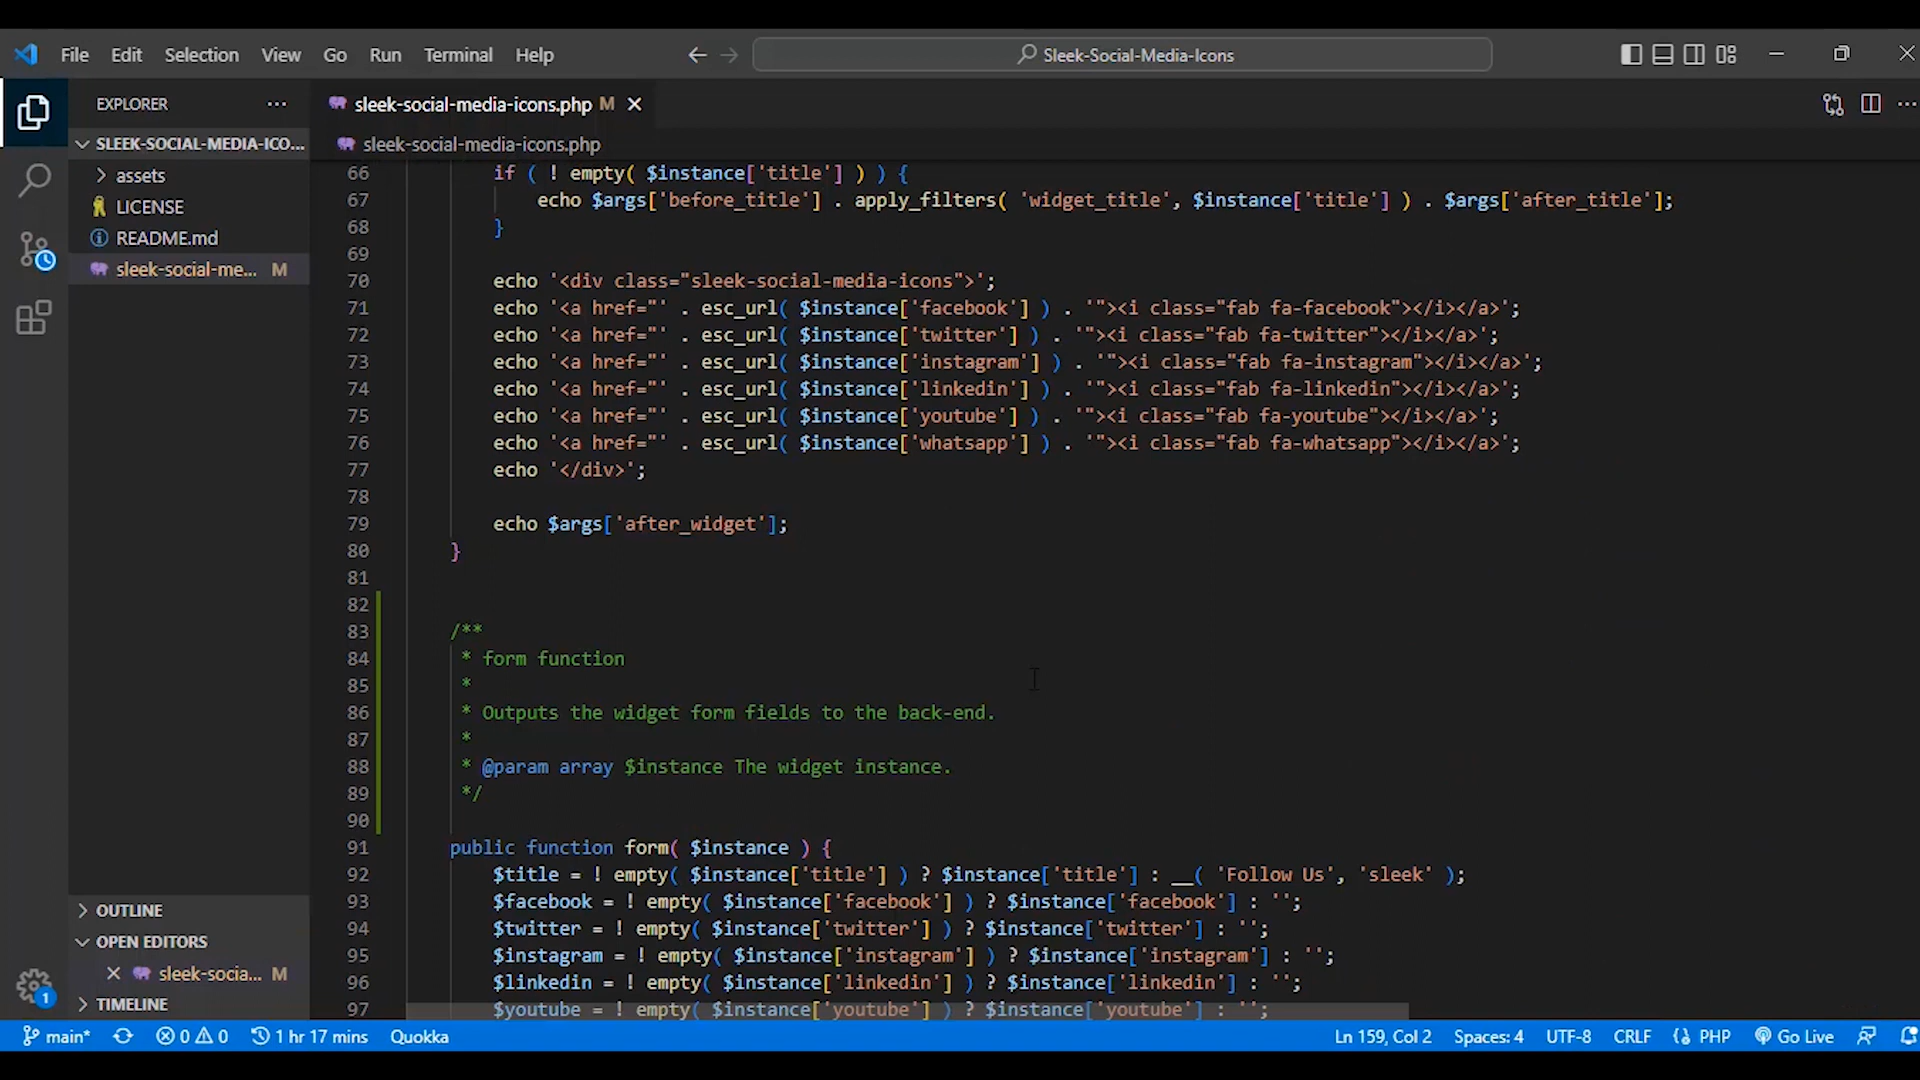 File Edit Selection View Go Run Terminal Help
Sleek-Social-Media-Icons
EXPLORER
SLEEK-SOCIAL-MEDIA-ICO...
assets
LICENSE
README.md
sleek-social-me... M
OUTLINE
OPEN EDITORS
sleek-socia... M
TIMELINE
1
sleek-social-media-icons.php M
sleek-social-media-icons.php
66 if ( ! empty( $instance['title'] ) ) {
67 echo $args['before_title'] . apply_filters( 'widget_title', $instance['title'] ) . $args['after_title'];
68 }
69
70 echo '<div class="sleek-social-media-icons">';
71 echo '<a href="' . esc_url( $instance['facebook'] ) . '"><i class="fab fa-facebook"></i></a>';
72 echo '<a href="' . esc_url( $instance['twitter'] ) . '"><i class="fab fa-twitter"></i></a>';
73 echo '<a href="' . esc_url( $instance['instagram'] ) . '"><i class="fab fa-instagram"></i></a>';
74 echo '<a href="' . esc_url( $instance['linkedin'] ) . '"><i class="fab fa-linkedin"></i></a>';
75 echo '<a href="' . esc_url( $instance['youtube'] ) . '"><i class="fab fa-youtube"></i></a>';
76 echo '<a href="' . esc_url( $instance['whatsapp'] ) . '"><i class="fab fa-whatsapp"></i></a>';
77 echo '</div>';
78
79 echo $args['after_widget'];
80 }
81
82
83 /**
84 * form function
85 *
86 * Outputs the widget form fields to the back-end.
87 *
88 * @param array $instance The widget instance.
89 */
90
91 public function form( $instance ) {
92 $title = ! empty( $instance['title'] ) ? $instance['title'] : __( 'Follow Us', 'sleek' );
93 $facebook = ! empty( $instance['facebook'] ) ? $instance['facebook'] : '';
94 $twitter = ! empty( $instance['twitter'] ) ? $instance['twitter'] : '';
95 $instagram = ! empty( $instance['instagram'] ) ? $instance['instagram'] : '';
96 $linkedin = ! empty( $instance['linkedin'] ) ? $instance['linkedin'] : '';
97 $youtube = ! empty( $instance['youtube'] ) ? $instance['youtube'] : '';
main* 0 0 1 hr 17 mins Quokka Ln 159, Col 2 Spaces: 4 UTF-8 CRLF PHP Go Live